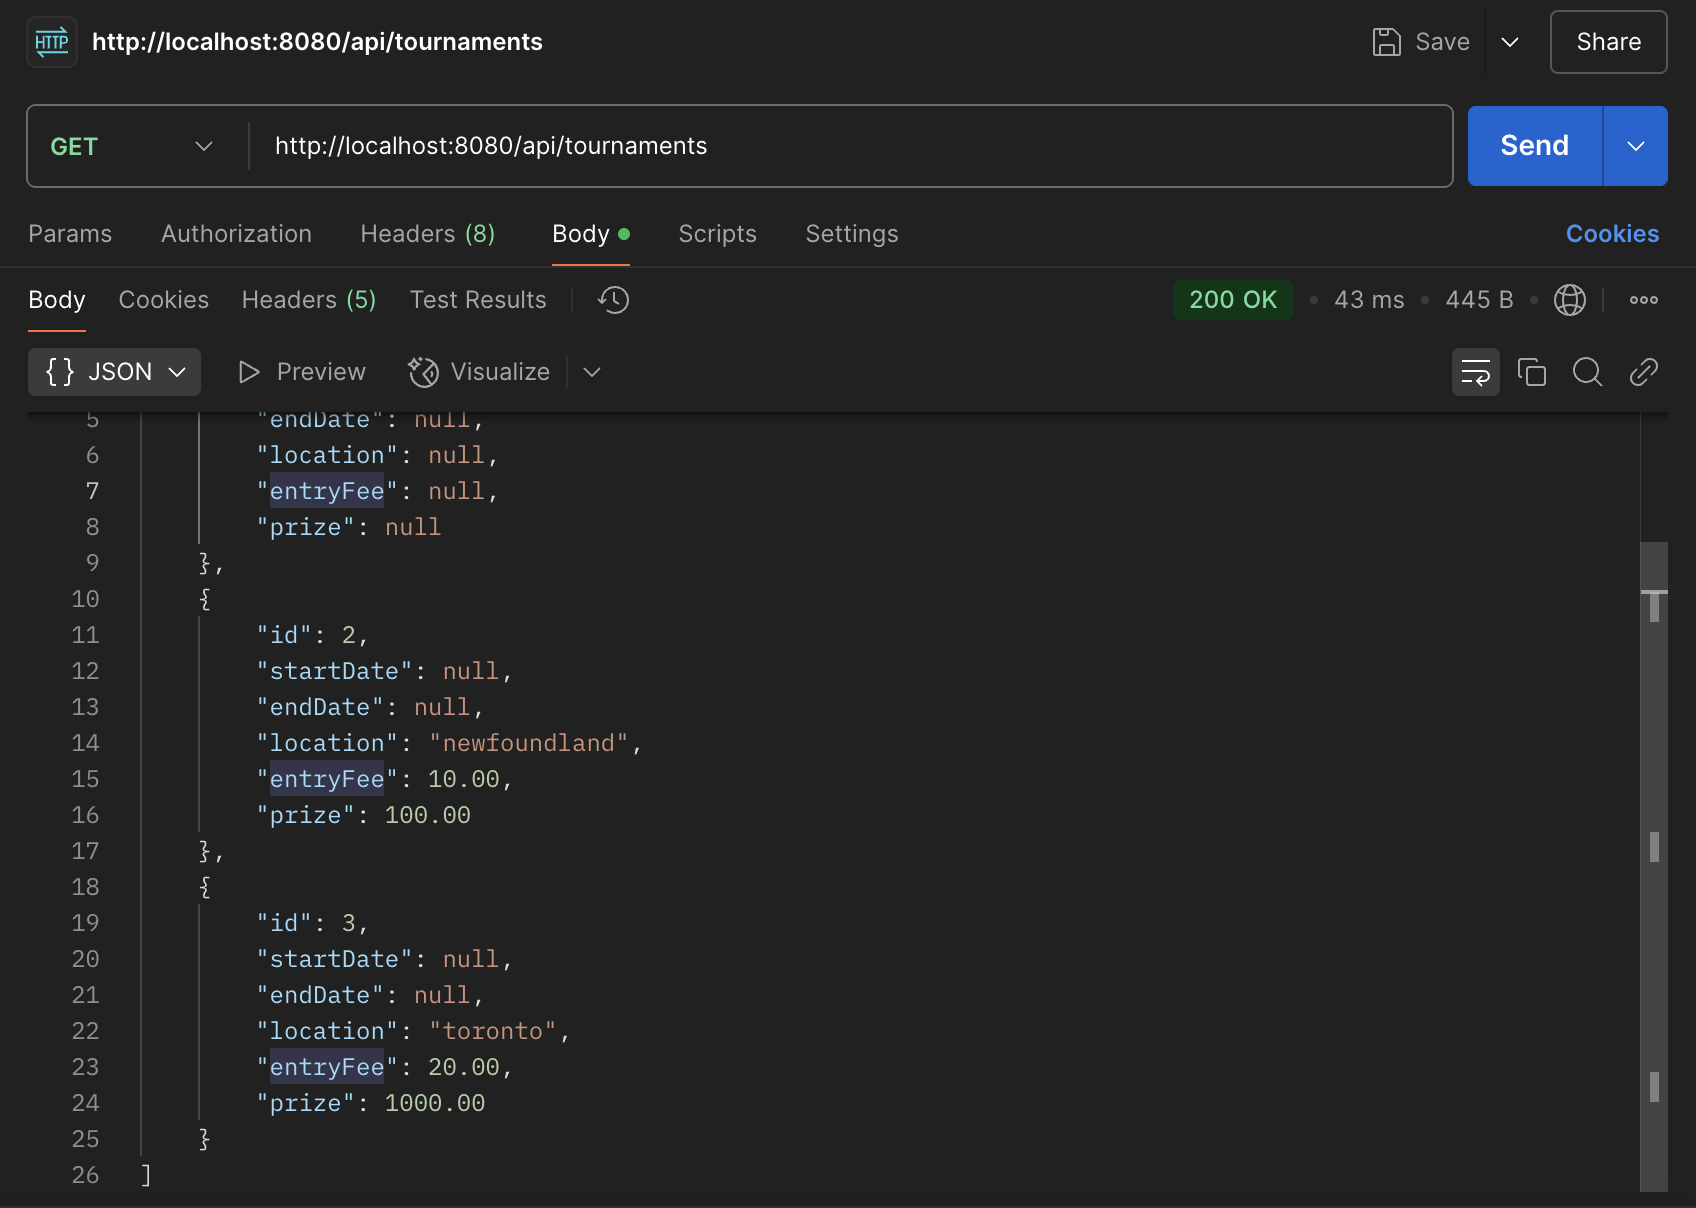 HTTP http://localhost:8080/api/tournaments Save Share
GET http://localhost:8080/api/tournaments Send
Params Authorization Headers (8) Body Scripts Settings Cookies
Body Cookies Headers (5) Test Results 200 OK • 43 ms • 445 B •
{} JSON Preview Visualize
5 "endDate": null,
6 "location": null,
7 "entryFee": null,
8 "prize": null
9 },
10 {
11 "id": 2,
12 "startDate": null,
13 "endDate": null,
14 "location": "newfoundland",
15 "entryFee": 10.00,
16 "prize": 100.00
17 },
18 {
19 "id": 3,
20 "startDate": null,
21 "endDate": null,
22 "location": "toronto",
23 "entryFee": 20.00,
24 "prize": 1000.00
25 }
26 ]